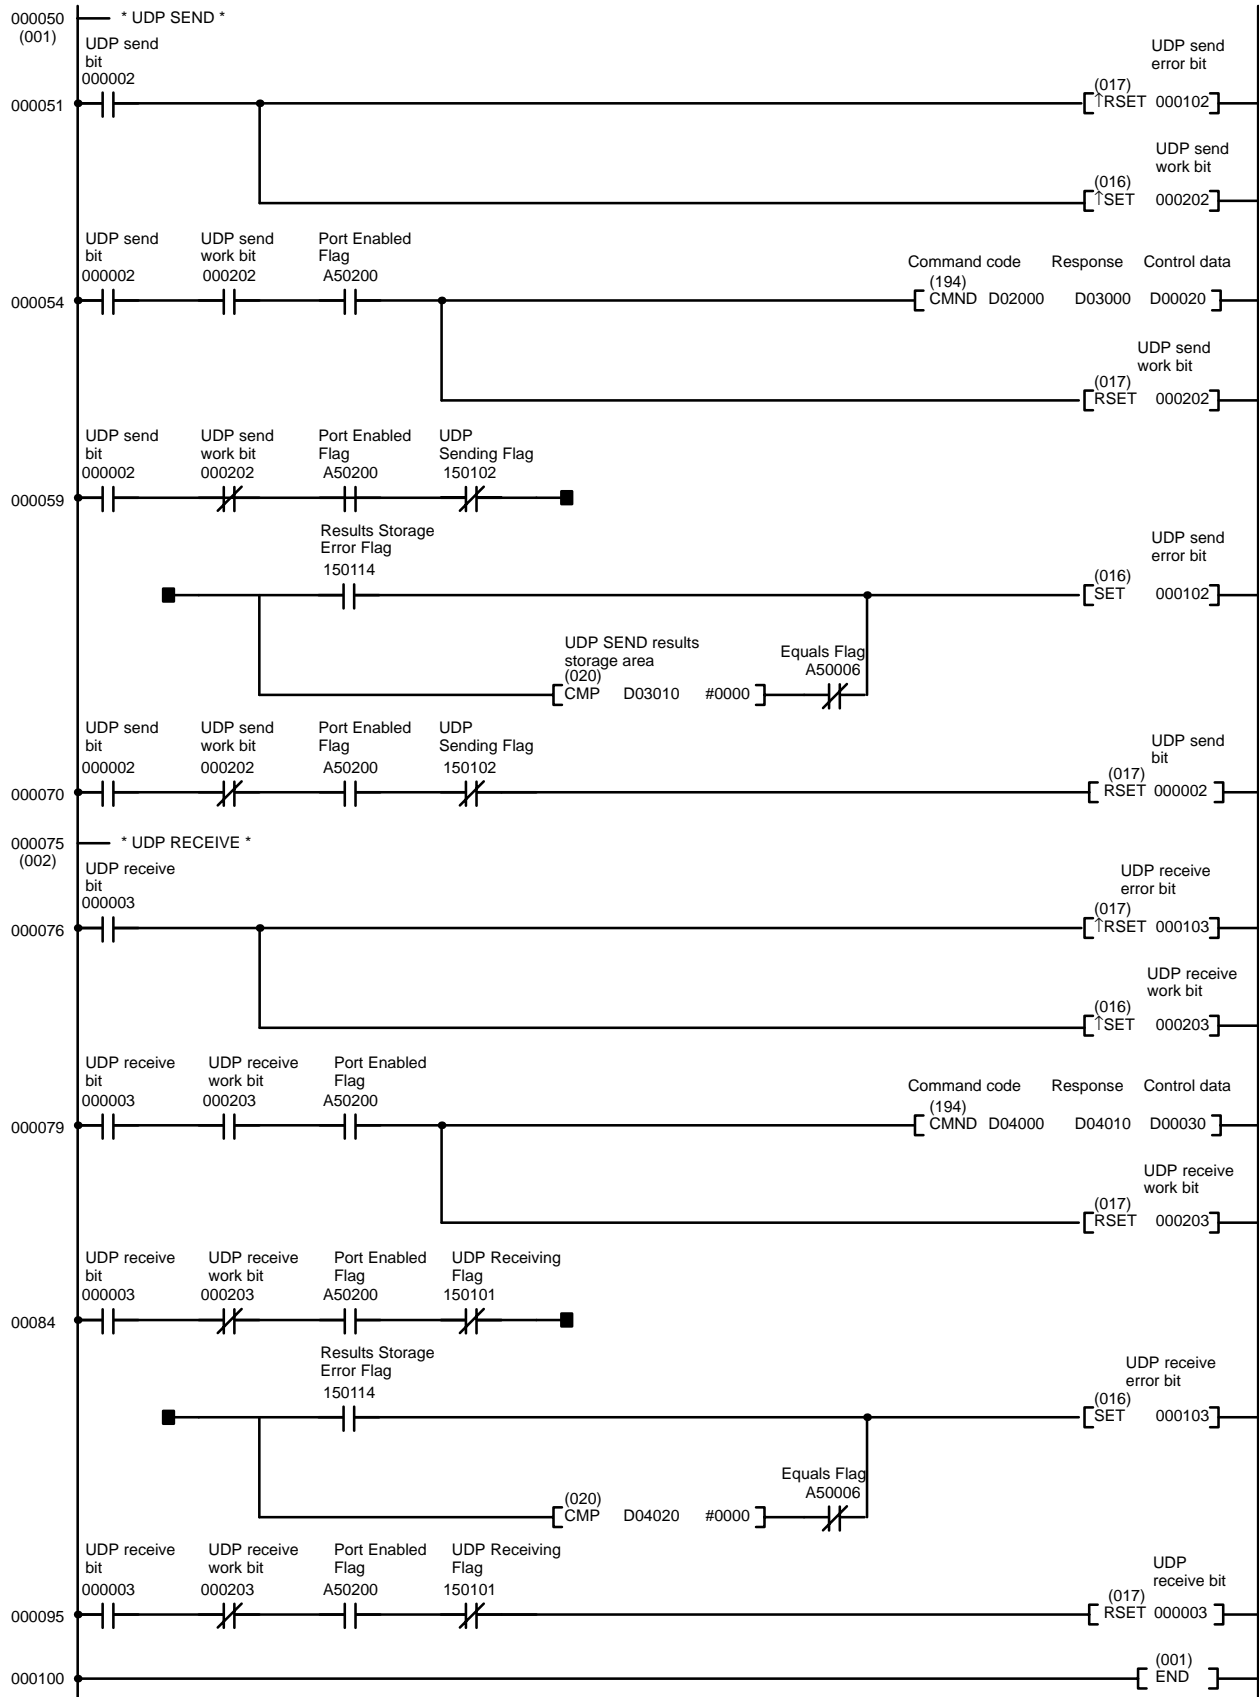 000050 * UDP SEND *
(001)
UDP send
bit
000002
UDP send
error bit
000051
(017)
↑RSET 000102
UDP send
work bit
(016)
↑SET 000202
UDP send
bit
000002
UDP send
work bit
000202
Port Enabled
Flag
A50200
Command code Response Control data
000054
(194)
CMND D02000 D03000 D00020
UDP send
work bit
(017)
RSET 000202
UDP send
bit
000002
UDP send
work bit
000202
Port Enabled
Flag
A50200
UDP
Sending Flag
150102
000059
Results Storage
Error Flag
150114
UDP send
error bit
(016)
SET 000102
UDP SEND results
storage area
(020)
CMP D03010 #0000
Equals Flag
A50006
UDP send
bit
000002
UDP send
work bit
000202
Port Enabled
Flag
A50200
UDP
Sending Flag
150102
UDP send
bit
000070
(017)
RSET 000002
000075 * UDP RECEIVE *
(002)
UDP receive
bit
000003
UDP receive
error bit
000076
(017)
↑RSET 000103
UDP receive
work bit
(016)
↑SET 000203
UDP receive
bit
000003
UDP receive
work bit
000203
Port Enabled
Flag
A50200
Command code Response Control data
000079
(194)
CMND D04000 D04010 D00030
UDP receive
work bit
(017)
RSET 000203
UDP receive
bit
000003
UDP receive
work bit
000203
Port Enabled
Flag
A50200
UDP Receiving
Flag
150101
00084
Results Storage
Error Flag
150114
UDP receive
error bit
(016)
SET 000103
(020)
CMP D04020 #0000
Equals Flag
A50006
UDP receive
bit
000003
UDP receive
work bit
000203
Port Enabled
Flag
A50200
UDP Receiving
Flag
150101
UDP
receive bit
000095
(017)
RSET 000003
000100
(001)
END